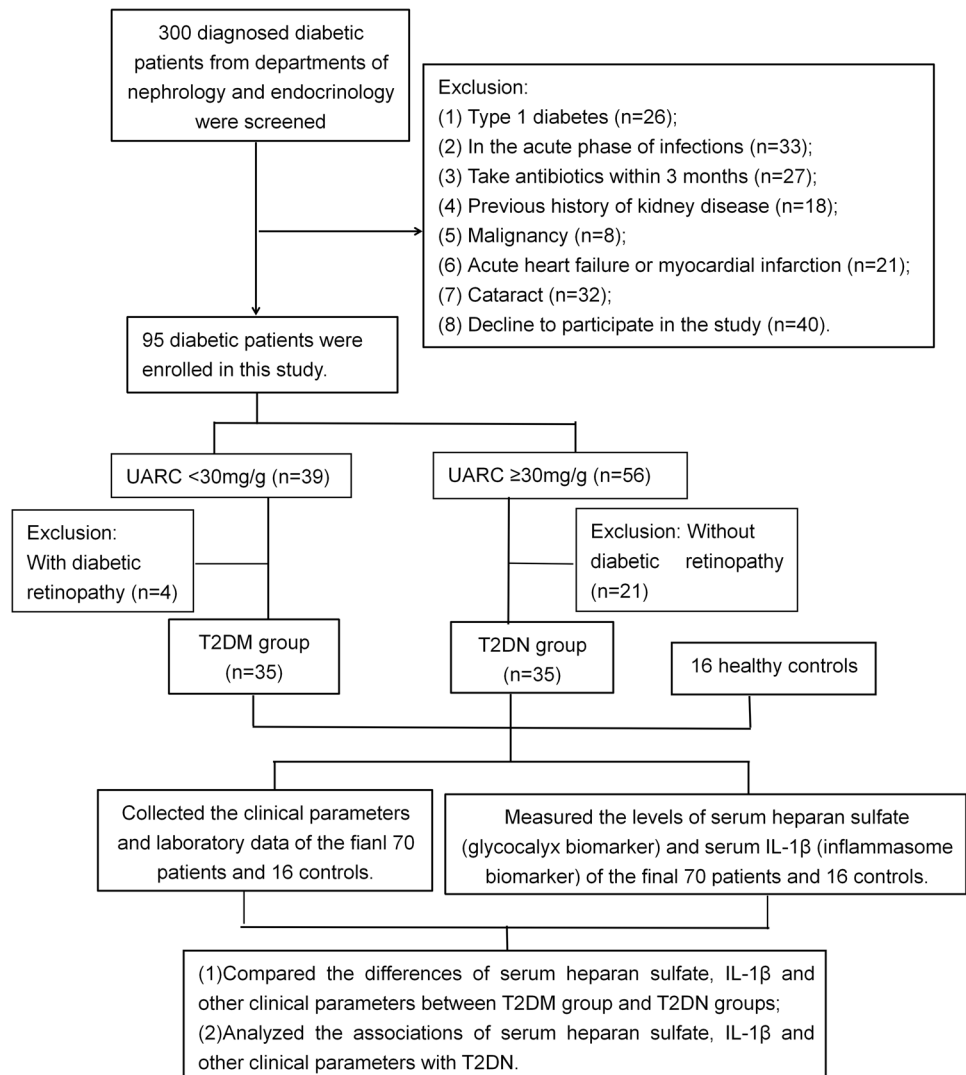 300 diagnosed diabetic
patients from departments of
nephrology and endocrinology
were screened
Exclusion:
(1) Type 1 diabetes (n=26);
(2) In the acute phase of infections (n=33);
(3) Take antibiotics within 3 months (n=27);
(4) Previous history of kidney disease (n=18);
(5) Malignancy (n=8);
(6) Acute heart failure or myocardial infarction (n=21);
(7) Cataract (n=32);
(8) Decline to participate in the study (n=40).
95 diabetic patients were
enrolled in this study.
UARC <30mg/g (n=39)
UARC ≥30mg/g (n=56)
Exclusion:
With diabetic
retinopathy (n=4)
Exclusion: Without
diabetic retinopathy
(n=21)
T2DM group
(n=35)
T2DN group
(n=35)
16 healthy controls
Collected the clinical parameters
and laboratory data of the fianl 70
patients and 16 controls.
Measured the levels of serum heparan sulfate
(glycocalyx biomarker) and serum IL-1β (inflammasome
biomarker) of the final 70 patients and 16 controls.
(1)Compared the differences of serum heparan sulfate, IL-1β and
other clinical parameters between T2DM group and T2DN groups;
(2)Analyzed the associations of serum heparan sulfate, IL-1β and
other clinical parameters with T2DN.